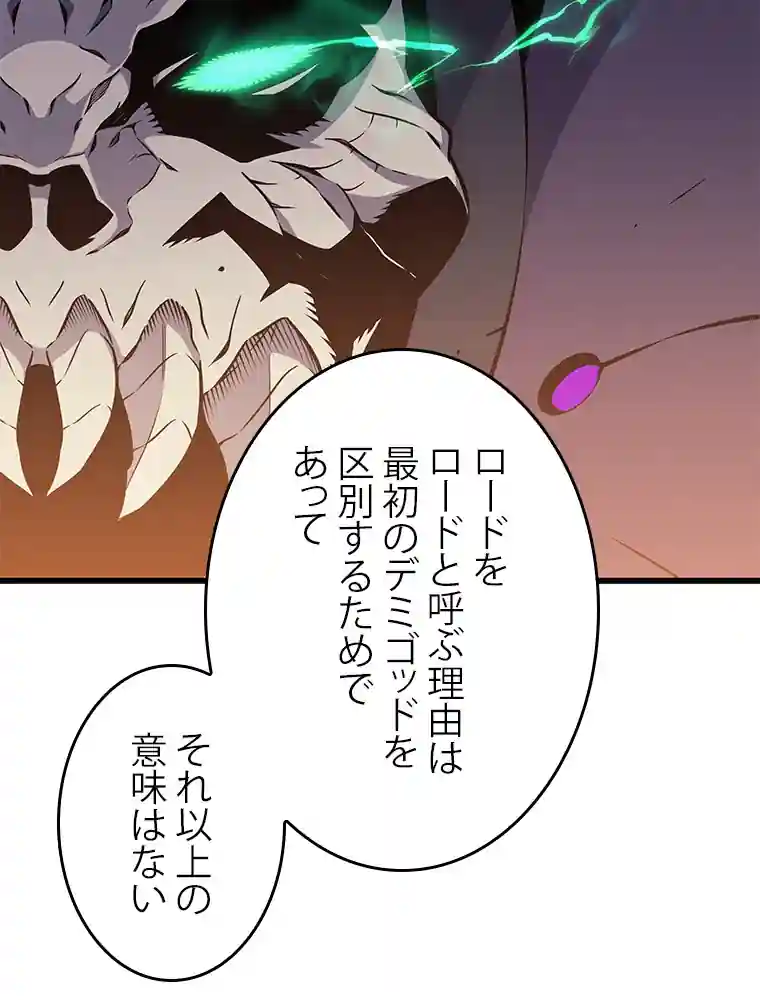 ロードを
ロードと呼ぶ理由は
最初のデミゴッドを
区別するためで
あって
それ以上の
意味はない